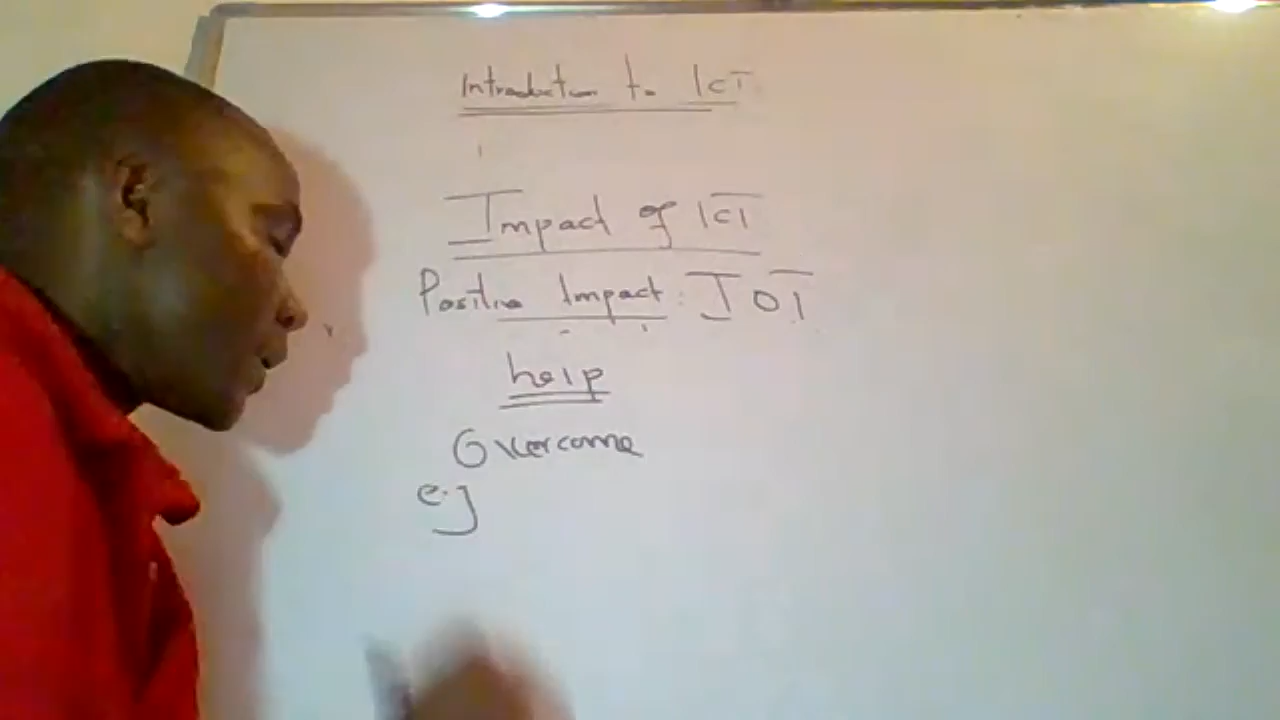 Introduction to ICT
Impact of ICT
Positive Impact: IOT
help
Overcome
e.g